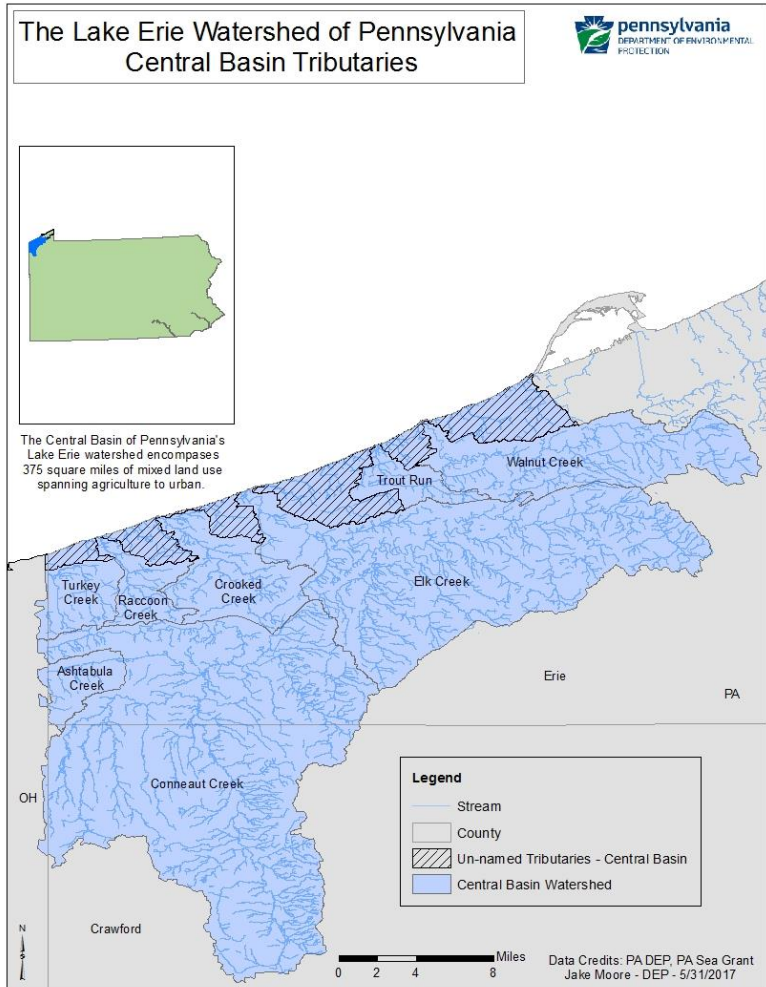 The Lake Erie Watershed of Pennsylvania
Central Basin Tributaries
pennsylvania
DEPARTMENT OF ENVIRONMENTAL
PROTECTION
The Central Basin of Pennsylvania's
Lake Erie watershed encompases
375 square miles of mixed land use
spanning agriculture to urban.
Walnut Creek
Trout Run
Elk Creek
Crooked
Creek
Turkey
Creek
Raccoon
Creek
Ashtabula
Creek
Erie
PA
Conneaut Creek
OH
Crawford
Legend
Stream
County
Un-named Tributaries - Central Basin
Central Basin Watershed
N
Miles
0 2 4 8
Data Credits: PA DEP, PA Sea Grant
Jake Moore - DEP - 5/31/2017